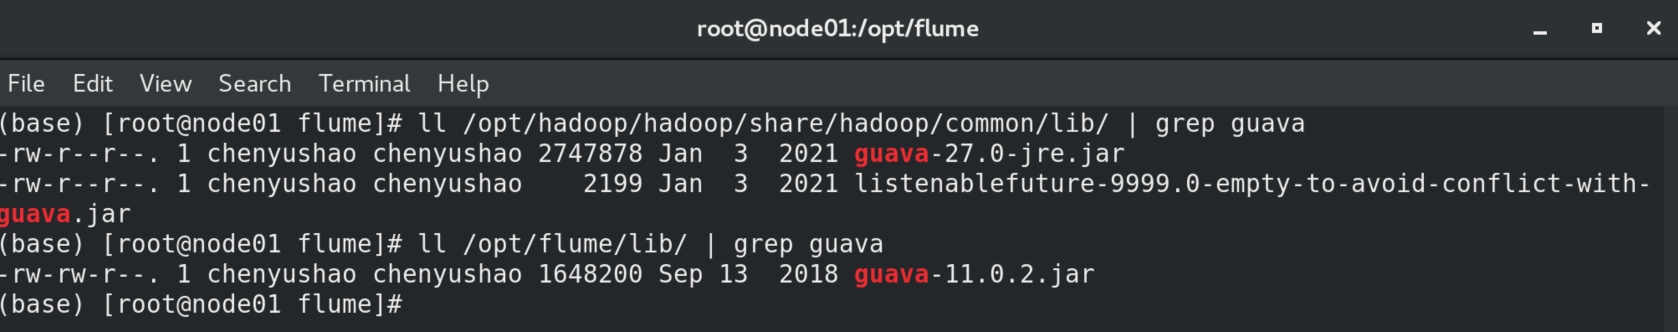 root@node01:/opt/flume
File Edit View Search Terminal Help
(base) [root@node01 flume]# ll /opt/hadoop/hadoop/share/hadoop/common/lib/ | grep guava
-rw-r--r--. 1 chenyushao chenyushao 2747878 Jan  3  2021 guava-27.0-jre.jar
-rw-r--r--. 1 chenyushao chenyushao    2199 Jan  3  2021 listenablefuture-9999.0-empty-to-avoid-conflict-with-
guava.jar
(base) [root@node01 flume]# ll /opt/flume/lib/ | grep guava
-rw-rw-r--. 1 chenyushao chenyushao 1648200 Sep 13  2018 guava-11.0.2.jar
(base) [root@node01 flume]#